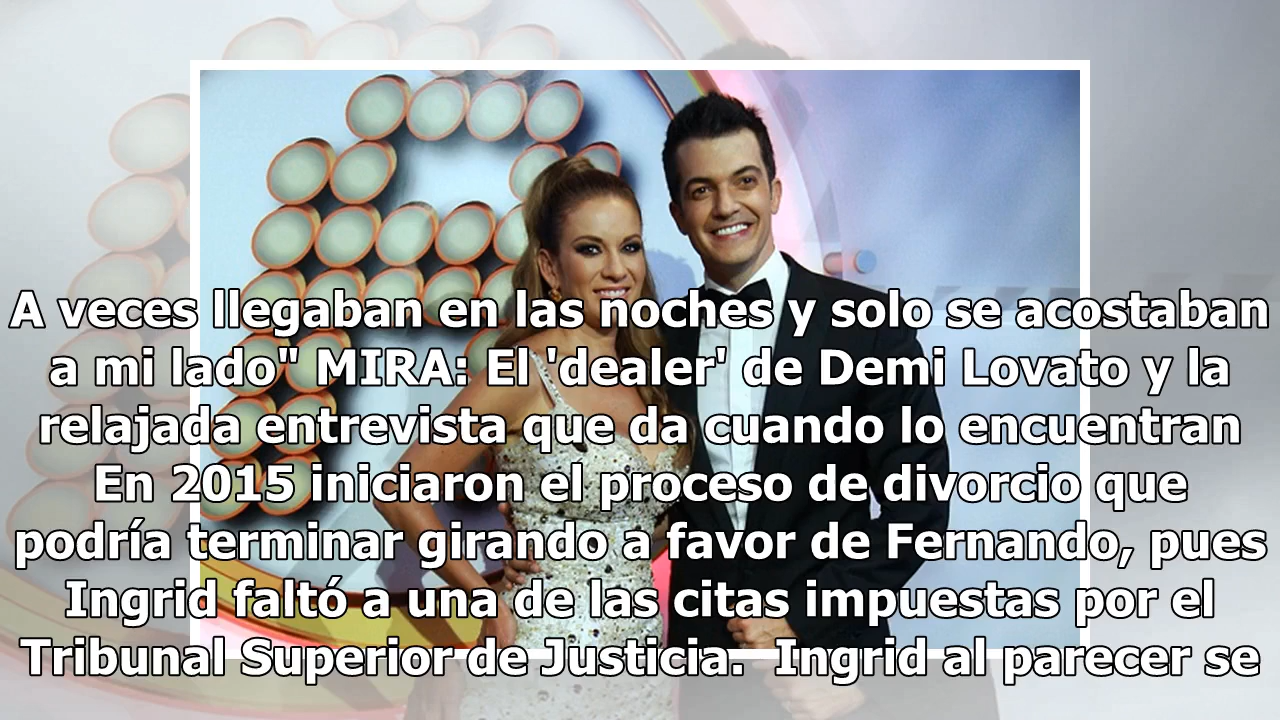 A veces llegaban en las noches y solo se acostaban
a mi lado" MIRA: El 'dealer' de Demi Lovato y la
relajada entrevista que da cuando lo encuentran
En 2015 iniciaron el proceso de divorcio que
podría terminar girando a favor de Fernando, pues
Ingrid faltó a una de las citas impuestas por el
Tribunal Superior de Justicia.  Ingrid al parecer se